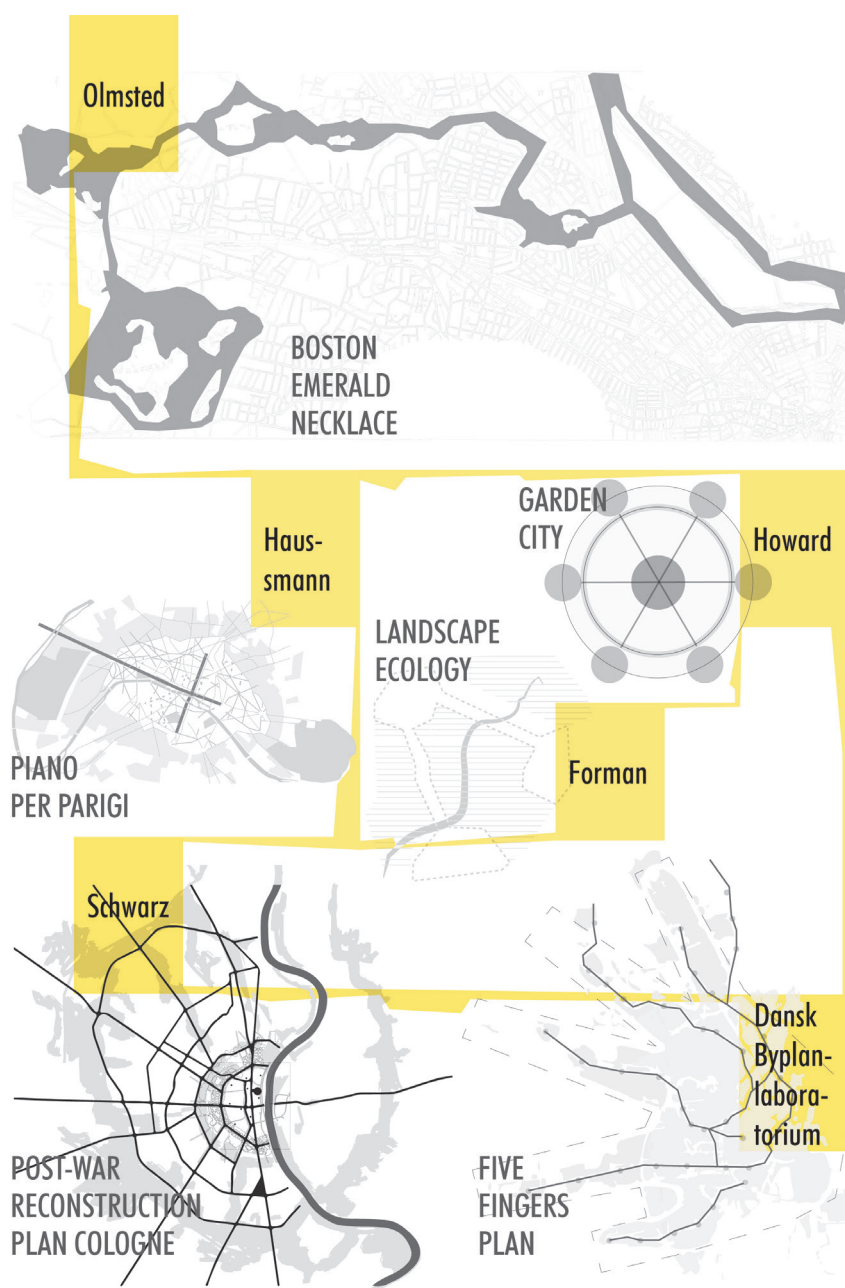 Olmsted
BOSTON
EMERALD
NECKLACE
Haus-
smann
GARDEN
CITY
Howard
LANDSCAPE
ECOLOGY
PIANO
PER PARIGI
Forman
Schwarz
Dansk
Byplan-
labora-
torium
POST-WAR
RECONSTRUCTION
PLAN COLOGNE
FIVE
FINGERS
PLAN